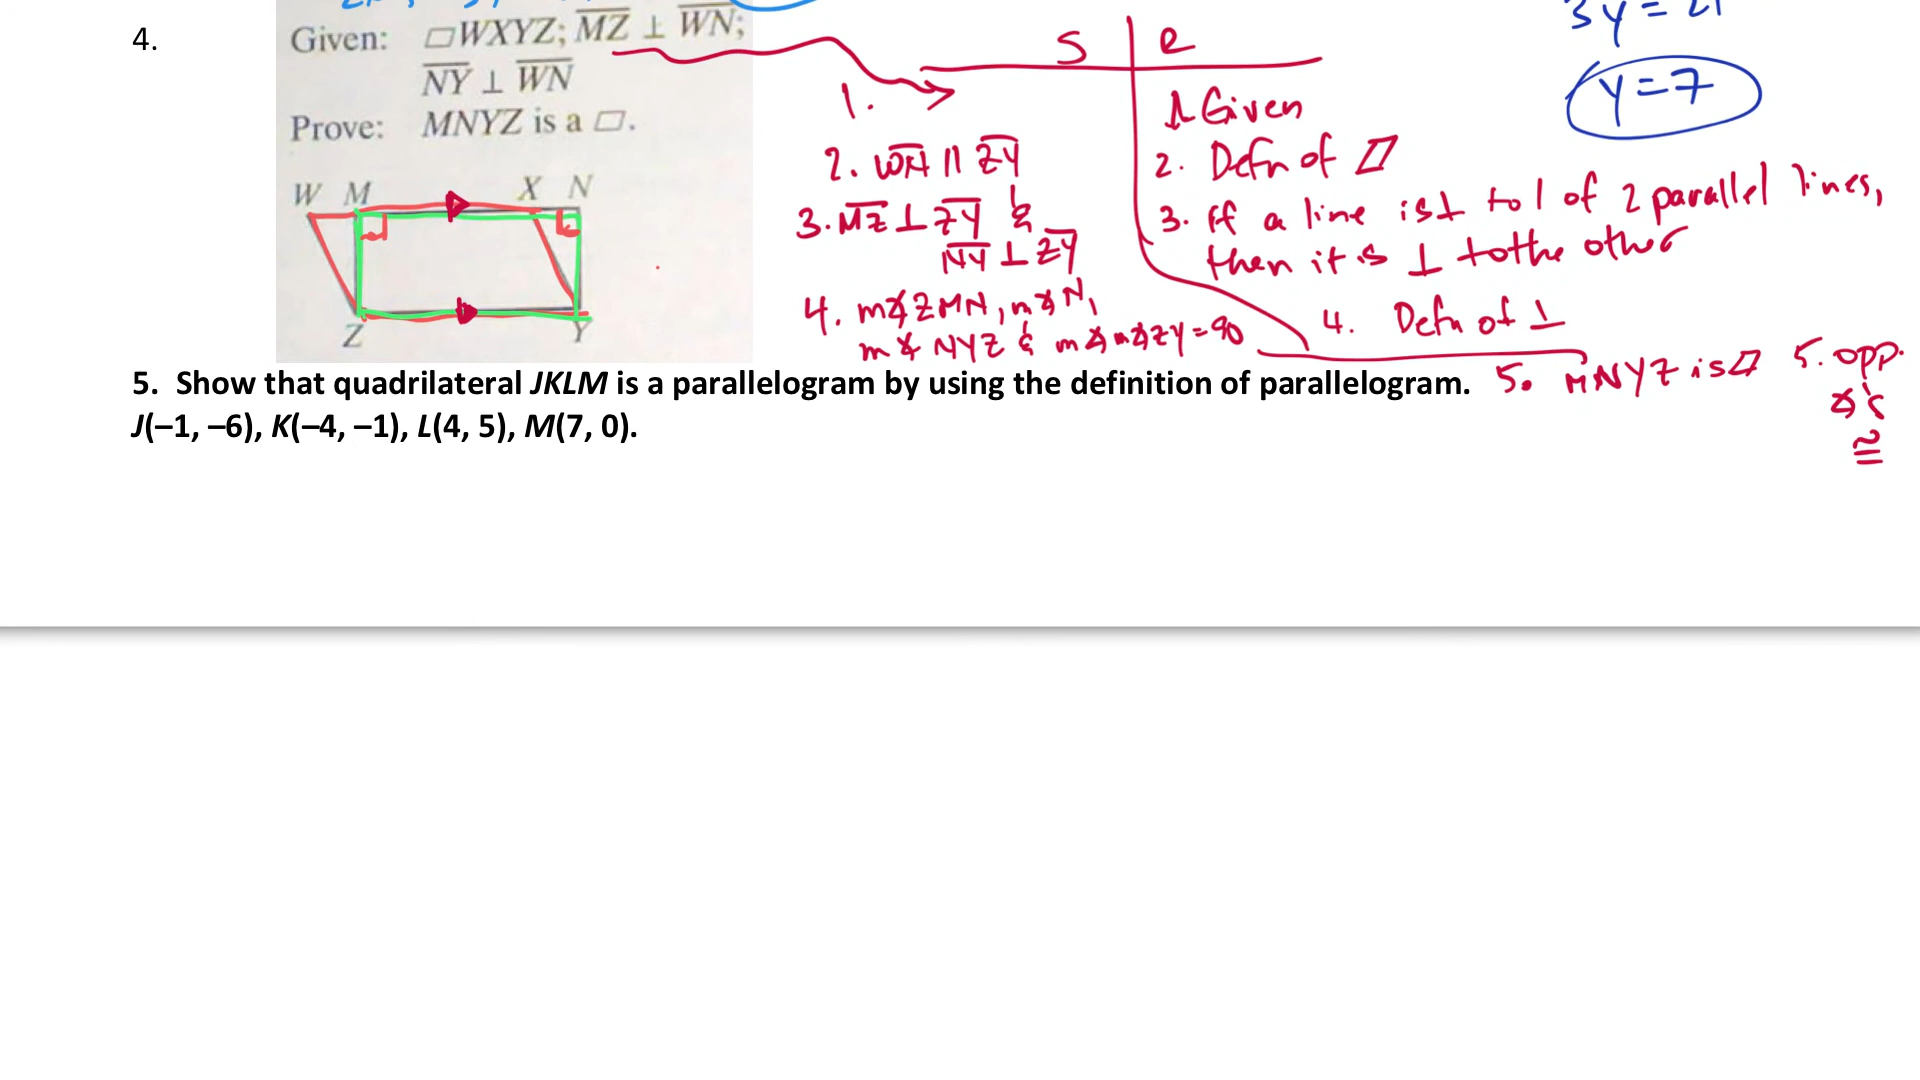 3y = 21
4.
Given: ▱WXYZ; MZ ⊥ WN;
NY ⊥ WN
Prove: MNYZ is a ▱.
W M X N
Z Y
S | R
1.
1 Given
y = 7
2. WN || ZY
2. Defn of ▱
3. MZ ⊥ ZY &
NY ⊥ ZY
3. If a line is ⊥ to 1 of 2 parallel lines,
then it is ⊥ to the other
4. m∡ZMN, m∡N,
m∡NYZ & m∡ ZY = 90
4. Defn of ⊥
5. MNYZ is ▱
5. opp.
∡'s
≅
5. Show that quadrilateral JKLM is a parallelogram by using the definition of parallelogram.
J(–1, –6), K(–4, –1), L(4, 5), M(7, 0).